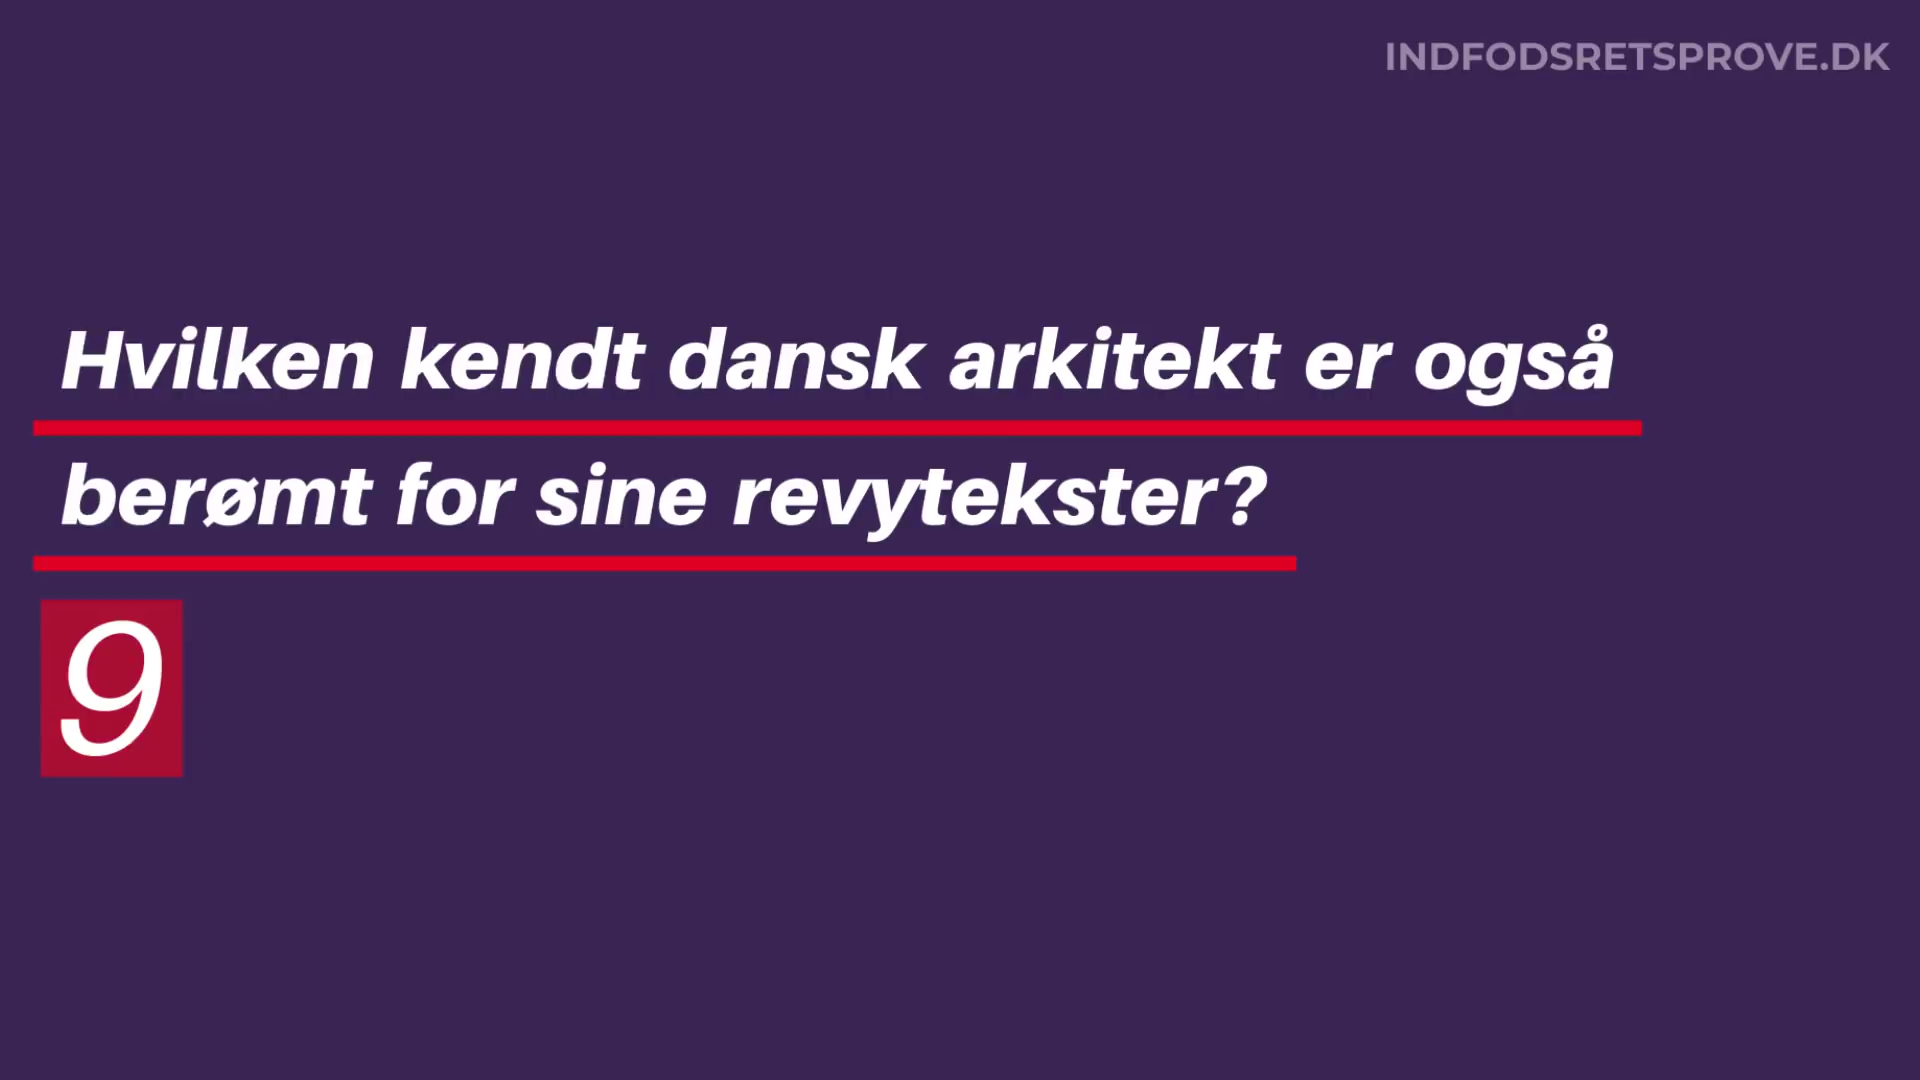 INDFODSRETSPROVE.DK
Hvilken kendt dansk arkitekt er også
berømt for sine revytekster?
9